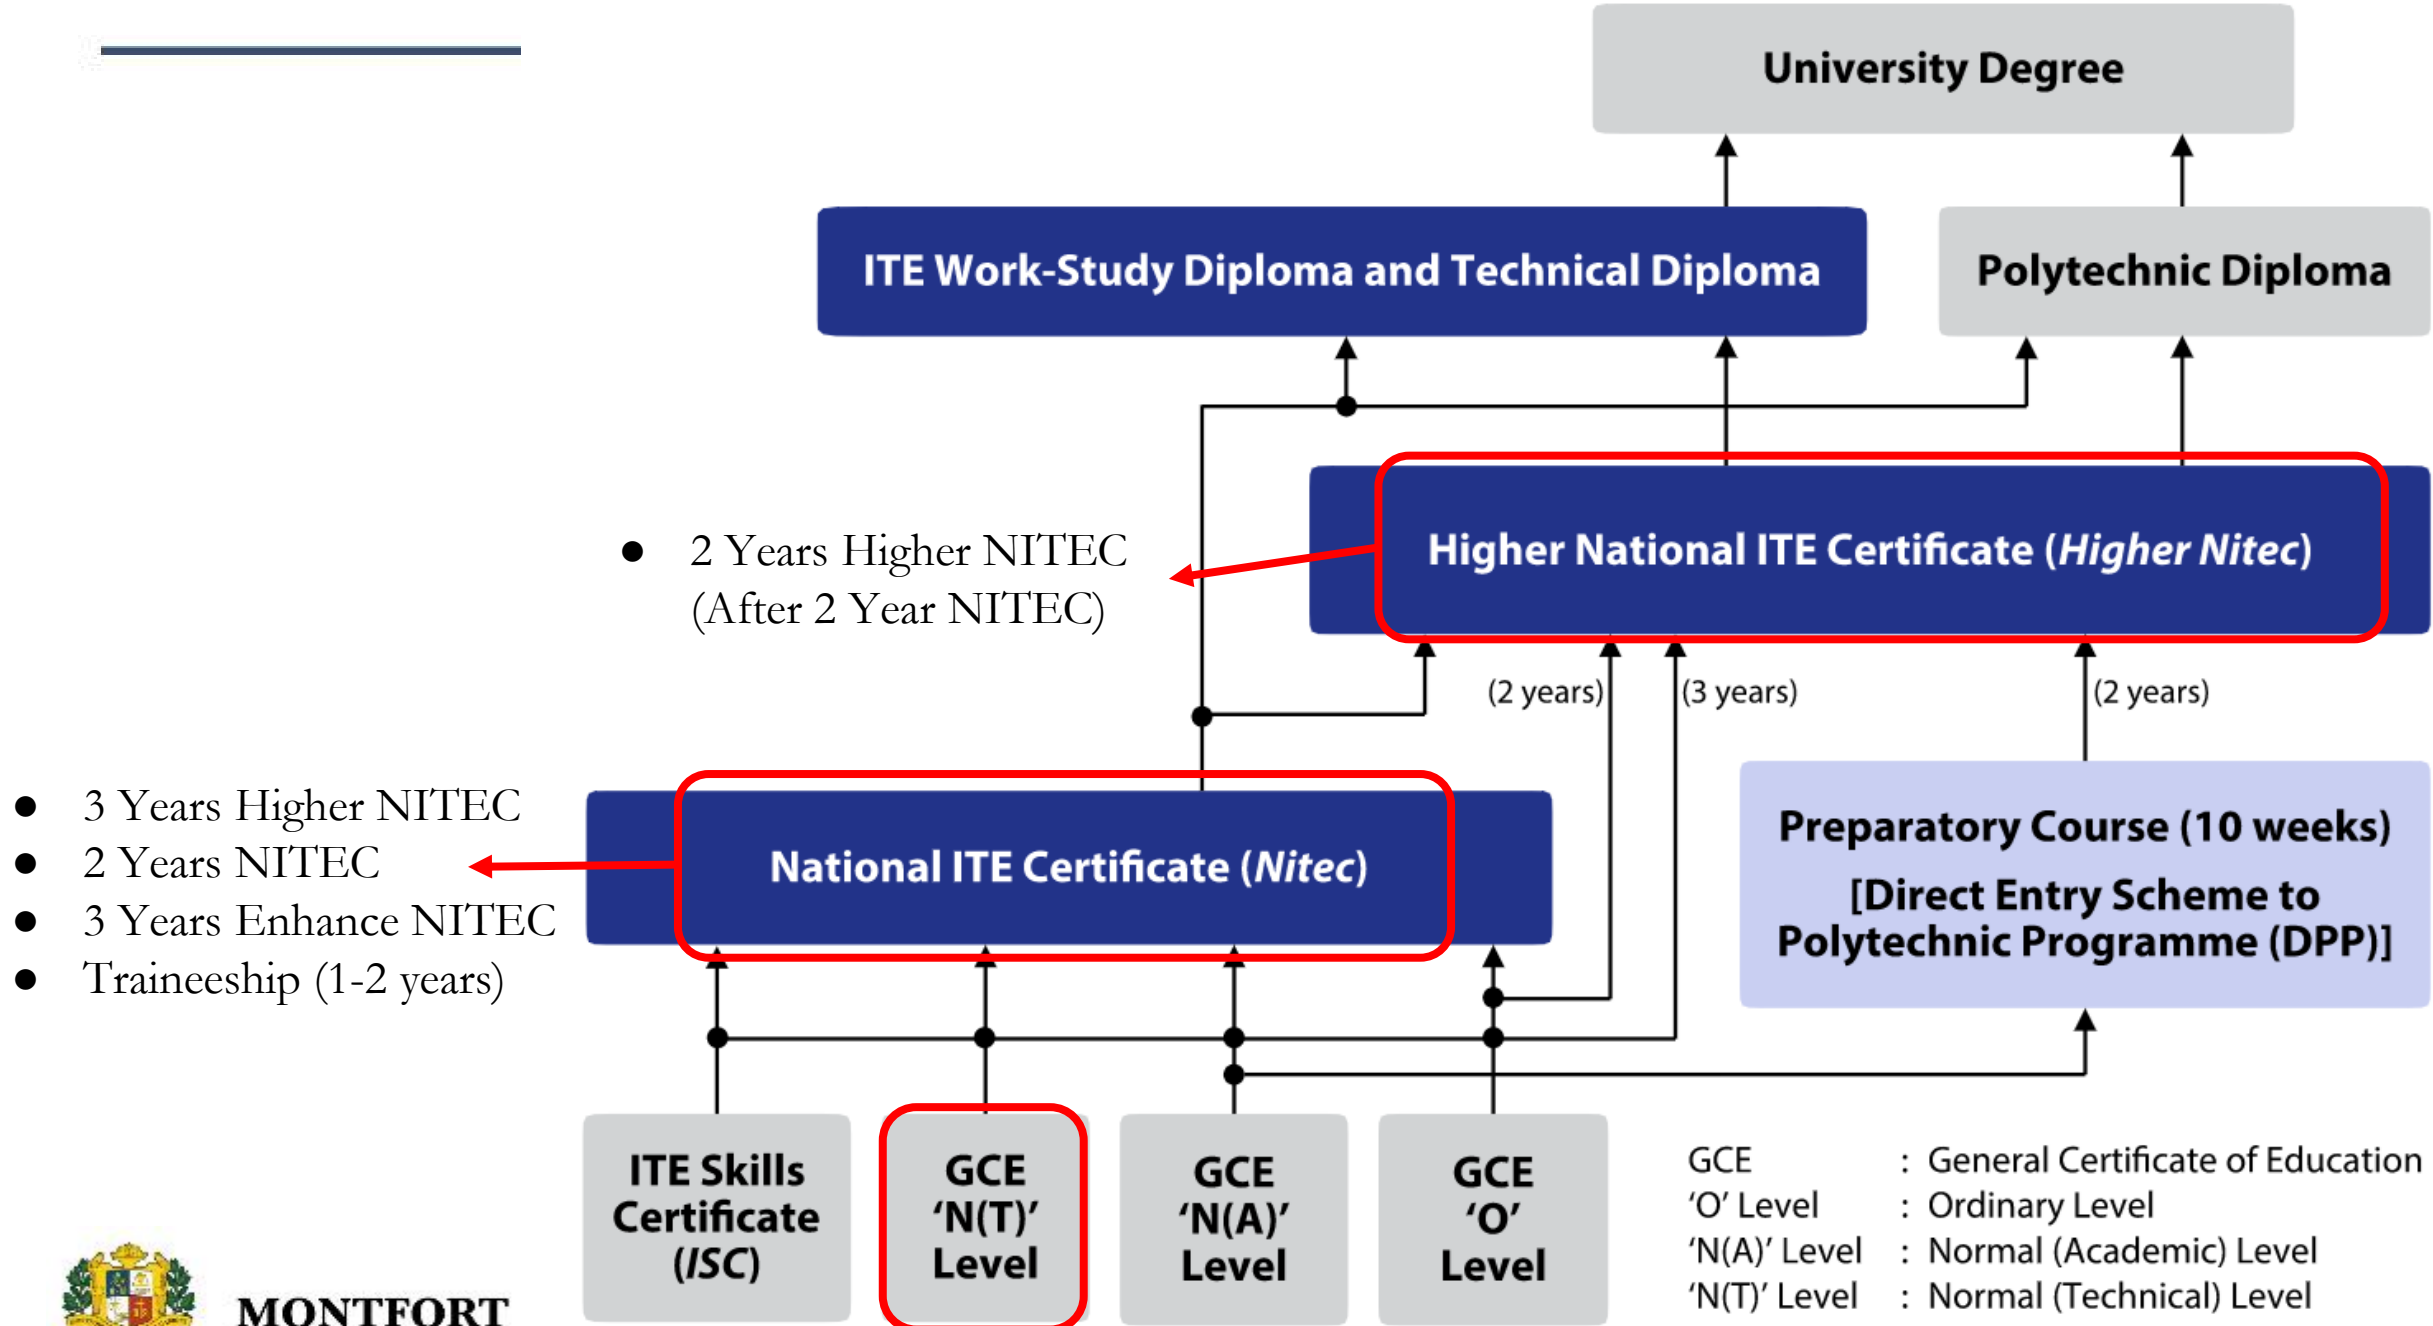 University Degree
ITE Work-Study Diploma and Technical Diploma
Polytechnic Diploma
● 2 Years Higher NITEC
(After 2 Year NITEC)
Higher National ITE Certificate (Higher Nitec)
(2 years)
(3 years)
(2 years)
● 3 Years Higher NITEC
● 2 Years NITEC
● 3 Years Enhance NITEC
● Traineeship (1-2 years)
National ITE Certificate (Nitec)
Preparatory Course (10 weeks)
[Direct Entry Scheme to
Polytechnic Programme (DPP)]
ITE Skills
Certificate
(ISC)
GCE
‘N(T)’
Level
GCE
‘N(A)’
Level
GCE
‘O’
Level
GCE : General Certificate of Education
‘O’ Level : Ordinary Level
‘N(A)’ Level : Normal (Academic) Level
‘N(T)’ Level : Normal (Technical) Level
MONTFORT